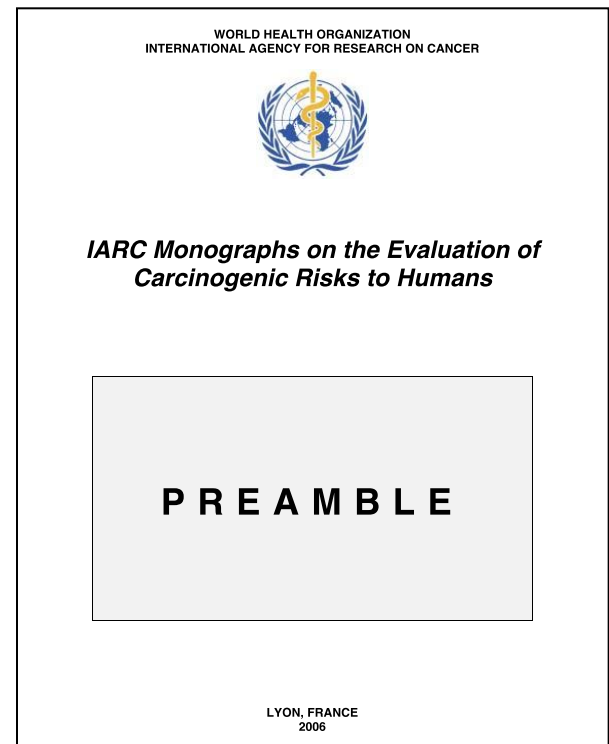 WORLD HEALTH ORGANIZATION
INTERNATIONAL AGENCY FOR RESEARCH ON CANCER
IARC Monographs on the Evaluation of
Carcinogenic Risks to Humans
PREAMBLE
LYON, FRANCE
2006